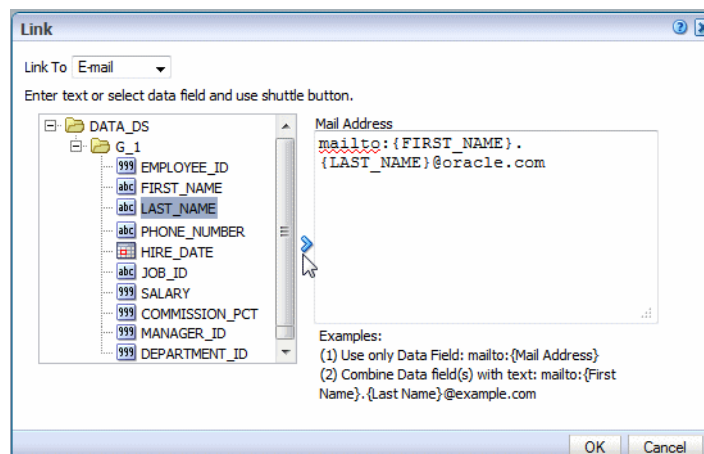 Link
Link To E-mail
Enter text or select data field and use shuttle button.
DATA_DS
G_1
999 EMPLOYEE_ID
abc FIRST_NAME
abc LAST_NAME
abc PHONE_NUMBER
HIRE_DATE
abc JOB_ID
999 SALARY
999 COMMISSION_PCT
999 MANAGER_ID
999 DEPARTMENT_ID
Mail Address
mailto:{FIRST_NAME}.
{LAST_NAME}@oracle.com
Examples:
(1) Use only Data Field: mailto:{Mail Address}
(2) Combine Data field(s) with text: mailto:{First
Name}.{Last Name}@example.com
OK Cancel